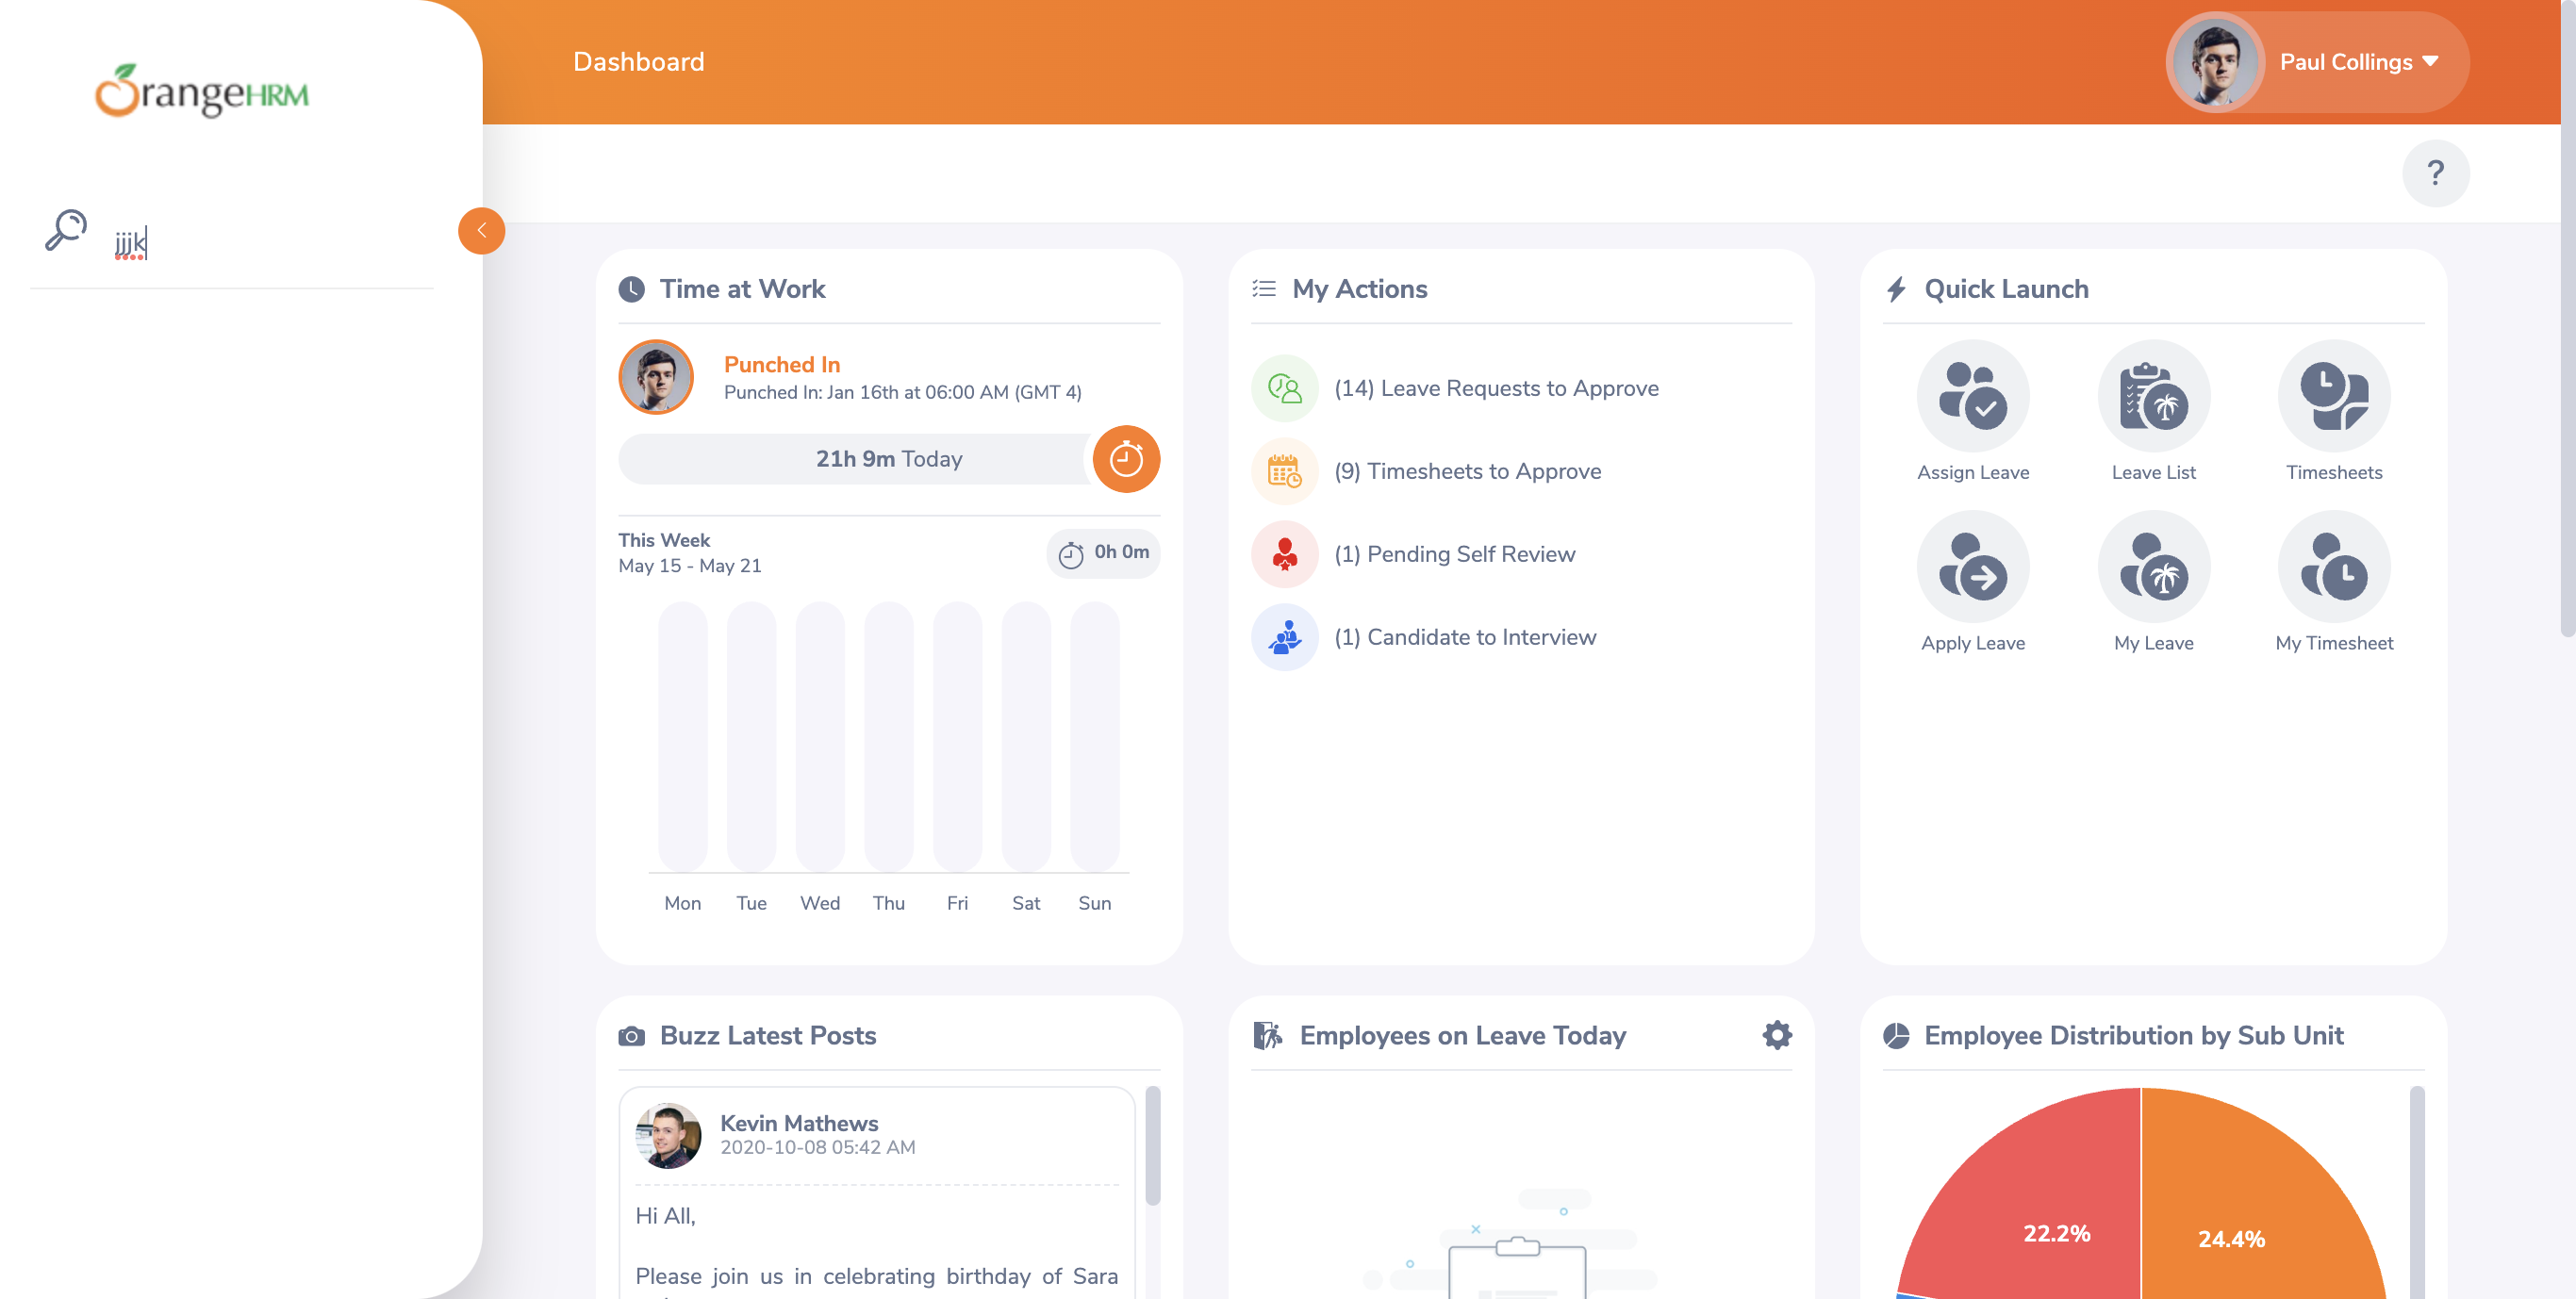 OrangeHRM
jjjk
Dashboard
Paul Collings
?
Time at Work
Punched In
Punched In: Jan 16th at 06:00 AM (GMT 4)
21h 9m Today
This Week
May 15 - May 21
0h 0m
Mon Tue Wed Thu Fri Sat Sun
My Actions
(14) Leave Requests to Approve
(9) Timesheets to Approve
(1) Pending Self Review
(1) Candidate to Interview
Quick Launch
Assign Leave Leave List Timesheets
Apply Leave My Leave My Timesheet
Buzz Latest Posts
Kevin Mathews
2020-10-08 05:42 AM
Hi All,
Please join us in celebrating birthday of Sara
Employees on Leave Today
Employee Distribution by Sub Unit
22.2% 24.4%